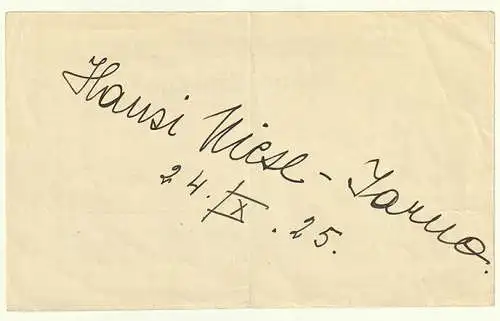 Hansi Niese-Jarno.
24. IX. 25.